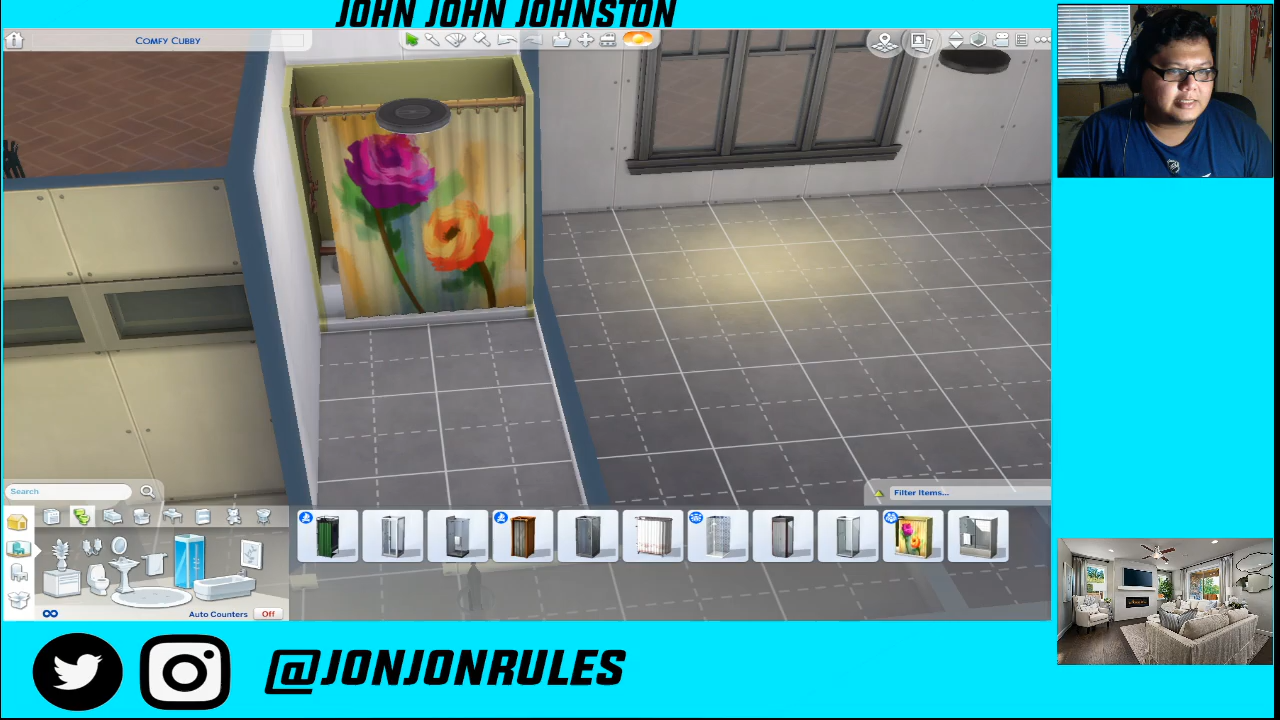 JOHN JOHN JOHNSTON
COMFY CUBBY
Search
Filter Items...
Auto Counters Off
@JONJONRULES